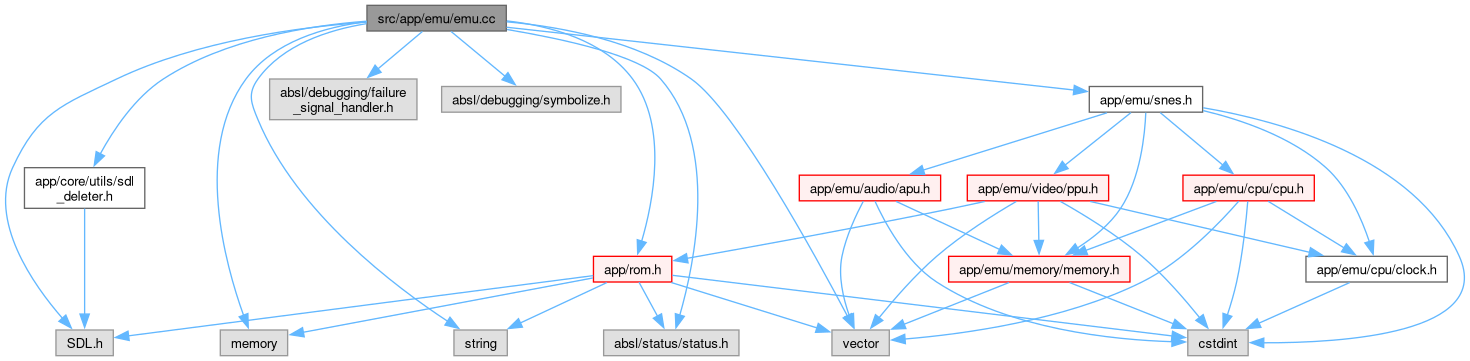 src/app/emu/emu.cc
absl/debugging/failure
_signal_handler.h
absl/debugging/symbolize.h
app/emu/snes.h
app/core/utils/sdl
_deleter.h
app/emu/audio/apu.h
app/emu/video/ppu.h
app/emu/cpu/cpu.h
app/rom.h
app/emu/memory/memory.h
app/emu/cpu/clock.h
SDL.h
memory
string
absl/status/status.h
vector
cstdint